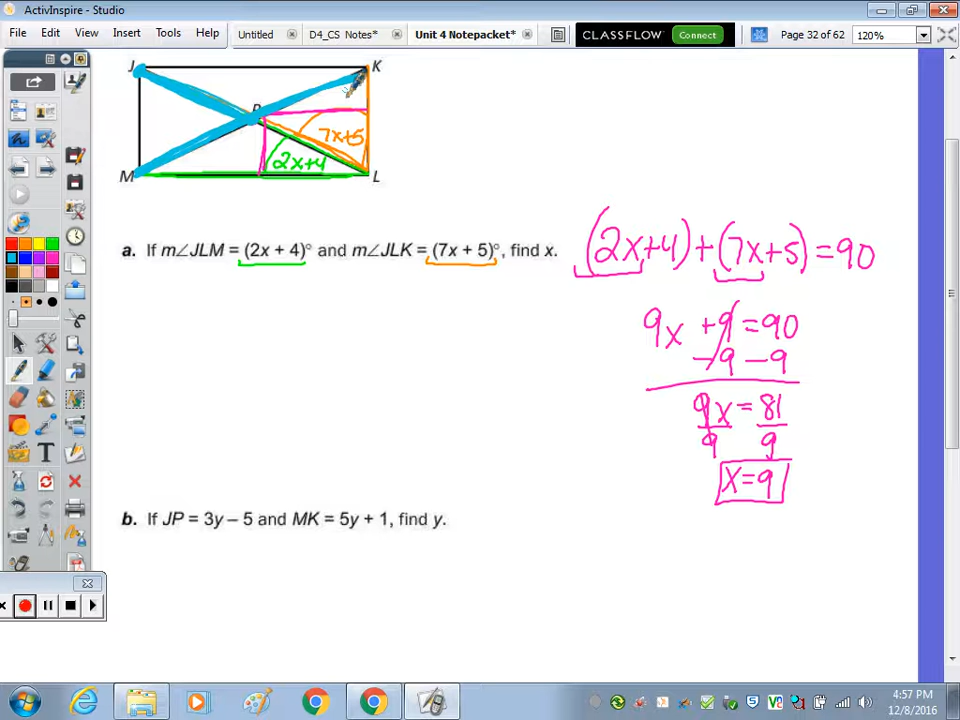 ActivInspire - Studio
File Edit View Insert Tools Help
Untitled
D4_CS Notes*
Unit 4 Notepacket*
CLASSFLOW
Connect
Page 32 of 62
120%
J
K
P
7x+5
2x+4
M
L
a. If m∠JLM = (2x + 4)° and m∠JLK = (7x + 5)°, find x.
(2x+4)+(7x+5)=90
9x +9=90
-9 -9
9x = 81
9 9
x=9
b. If JP = 3y – 5 and MK = 5y + 1, find y.
4:57 PM
12/8/2016